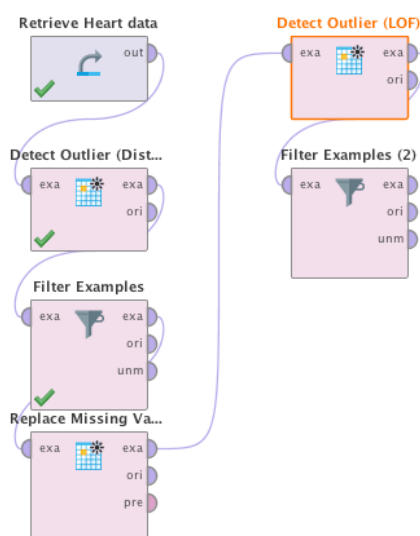 Retrieve Heart data
out
Detect Outlier (Dist...
exa exa
ori
Filter Examples
exa exa
ori
unm
Replace Missing Va...
exa exa
ori
pre
Detect Outlier (LOF)
exa exa
ori
Filter Examples (2)
exa exa
ori
unm